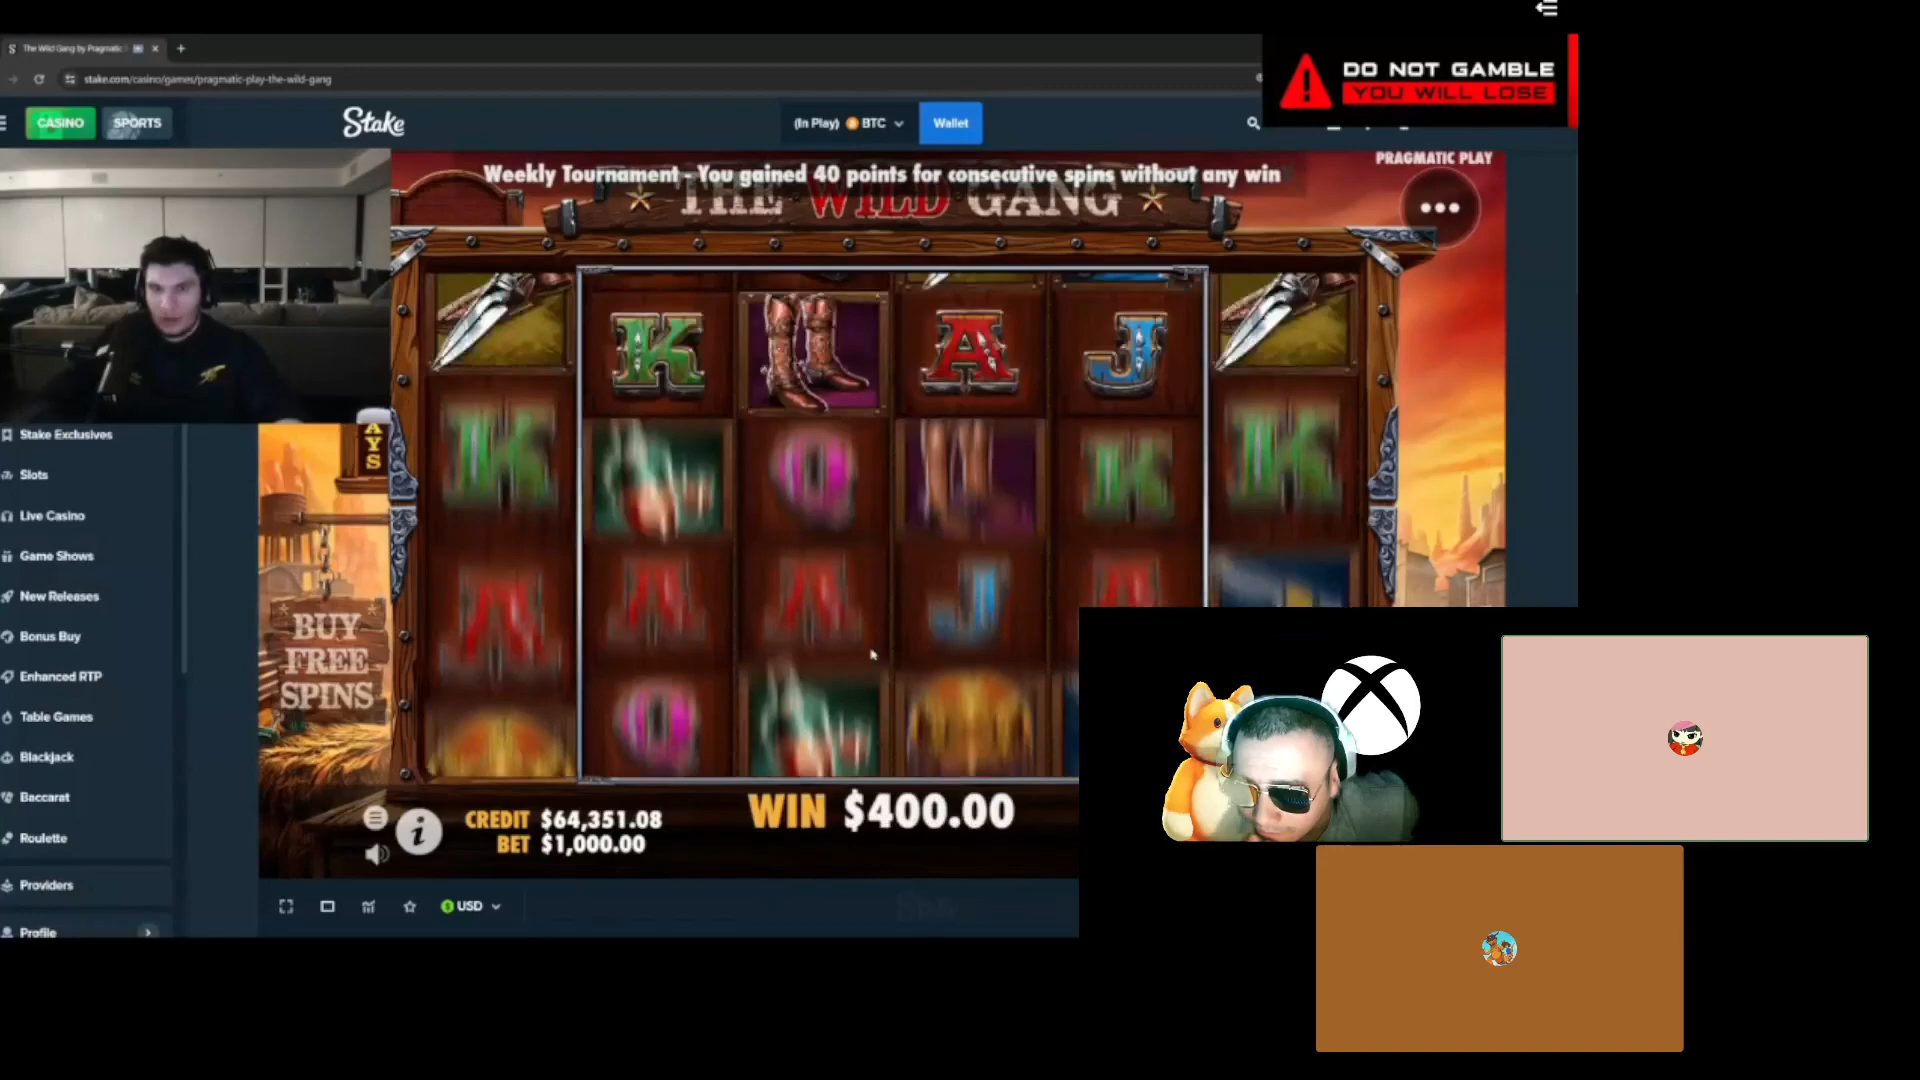 The Wild Gang by Pragmatic
stake.com/casino/games/pragmatic-play-the-wild-gang
DO NOT GAMBLE
YOU WILL LOSE
CASINO
SPORTS
Stake
(In Play) BTC
Wallet
PRAGMATIC PLAY
Weekly Tournament - You gained 40 points for consecutive spins without any win
THE WILD GANG
K
A
J
K
Q
K
K
A
A
A
J
A
Q
AYS
BUY
FREE
SPINS
Stake Exclusives
Slots
Live Casino
Game Shows
New Releases
Bonus Buy
Enhanced RTP
Table Games
Blackjack
Baccarat
Roulette
Providers
Profile
CREDIT $64,351.08
BET $1,000.00
WIN $400.00
USD